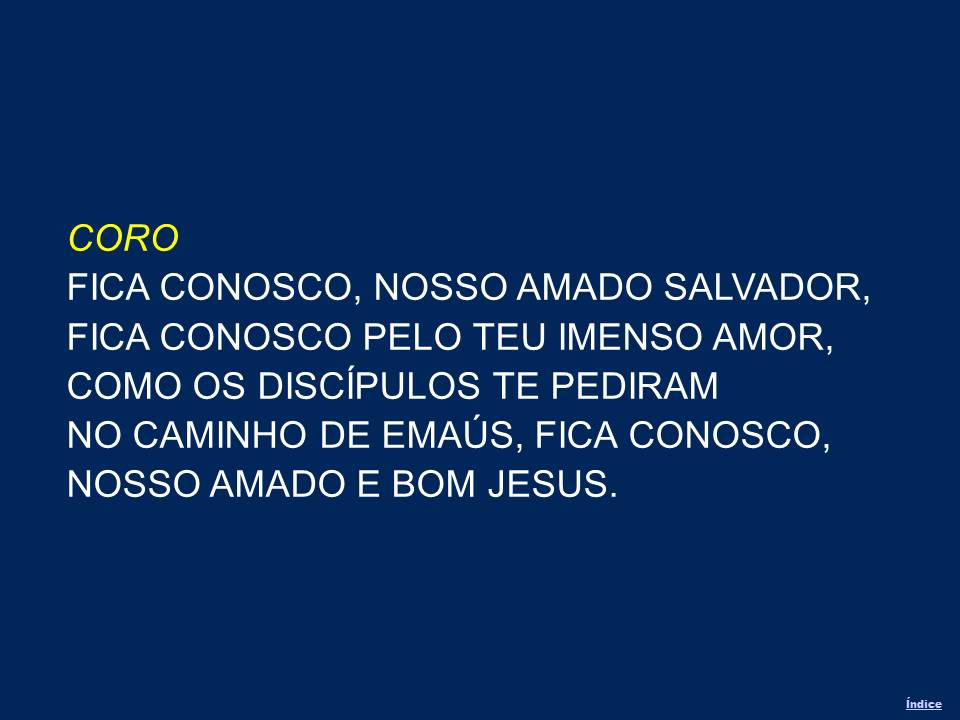 CORO
FICA CONOSCO, NOSSO AMADO SALVADOR,
FICA CONOSCO PELO TEU IMENSO AMOR,
COMO OS DISCÍPULOS TE PEDIRAM
NO CAMINHO DE EMAÚS, FICA CONOSCO,
NOSSO AMADO E BOM JESUS.
Índice